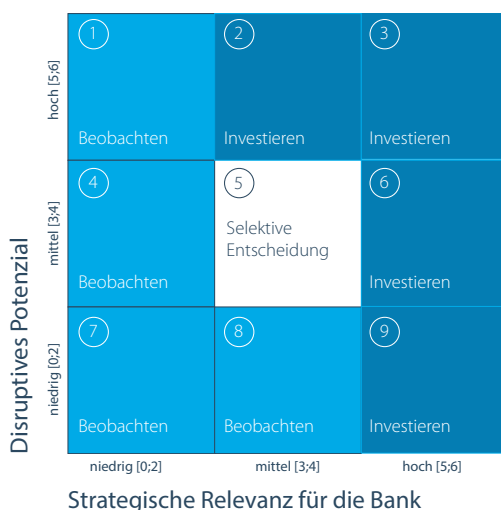 hoch [5;6]
1
Beobachten
2
Investieren
3
Investieren
Disruptives Potenzial
mittel [3;4]
4
Beobachten
5
Selektive
Entscheidung
6
Investieren
niedrig [0;2]
7
Beobachten
8
Beobachten
9
Investieren
niedrig [0;2]
mittel [3;4]
hoch [5;6]
Strategische Relevanz für die Bank